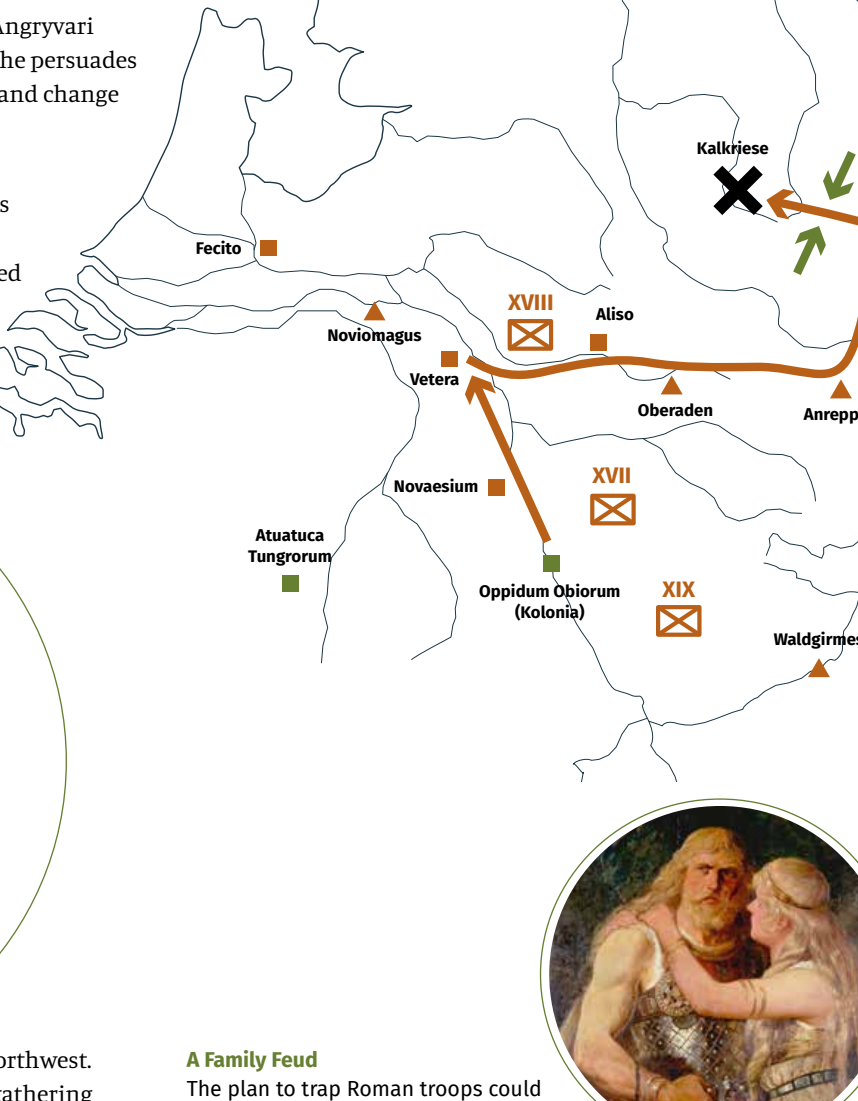 Angryvari
he persuades
and change
s
ed
Kalkriese
Fecito
XVIII
Aliso
Noviomagus
Vetera
Oberaden
Anrepp
Novaesium
XVII
Atuatuca
Tungrorum
Oppidum Obiorum
(Kolonia)
XIX
Waldgirmes
orthwest.
gathering
A Family Feud
The plan to trap Roman troops could